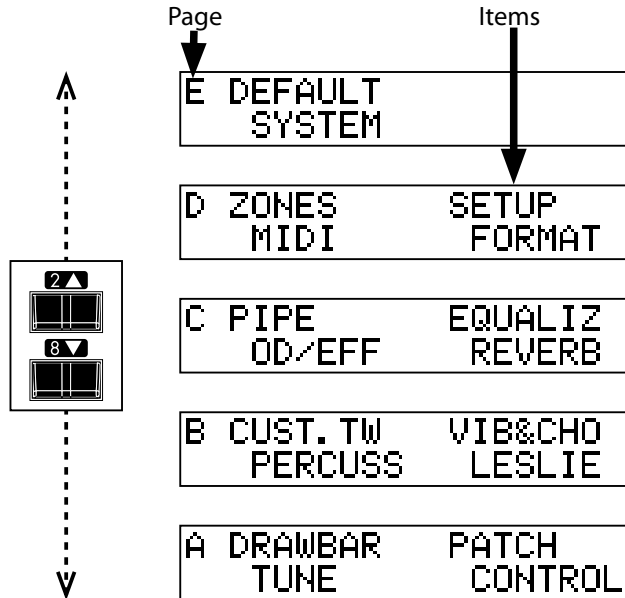 Page Items
E DEFAULT
SYSTEM
D ZONES SETUP
MIDI FORMAT
2▲
C PIPE EQUALIZ
OD/EFF REVERB
8▼
B CUST.TW VIB&CHO
PERCUSS LESLIE
A DRAWBAR PATCH
TUNE CONTROL